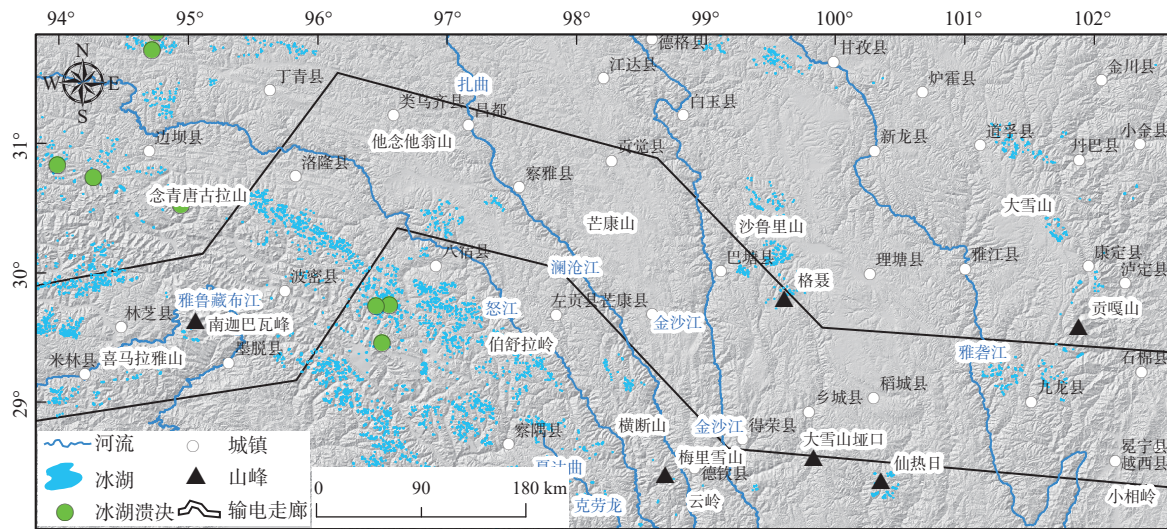 94° 95° 96° 97° 98° 99° 100° 101° 102°
31°
30°
29°
N
W E
S
德格县
甘孜县
江达县
金川县
丁青县
扎曲
炉霍县
类乌齐县
昌都
白玉县
他念他翁山
边坝县
贡觉县
新龙县
道孚县
小金县
丹巴县
洛隆县
察雅县
念青唐古拉山
芒康山
沙鲁里山
大雪山
八宿县
澜沧江
巴塘县
理塘县
雅江县
康定县
泸定县
波密县
格聂
雅鲁藏布江
怒江
左贡县
芒康县
金沙江
贡嘎山
林芝县
南迦巴瓦峰
伯舒拉岭
雅砻江
米林县
喜马拉雅山
墨脱县
石棉县
稻城县
九龙县
乡城县
察隅县
横断山
金沙江
得荣县
大雪山垭口
梅里雪山
德钦县
仙热日
冕宁县
越西县
小相岭
夏达曲
克劳龙
云岭
河流
城镇
冰湖
山峰
冰湖溃决
输电走廊
0 90 180 km